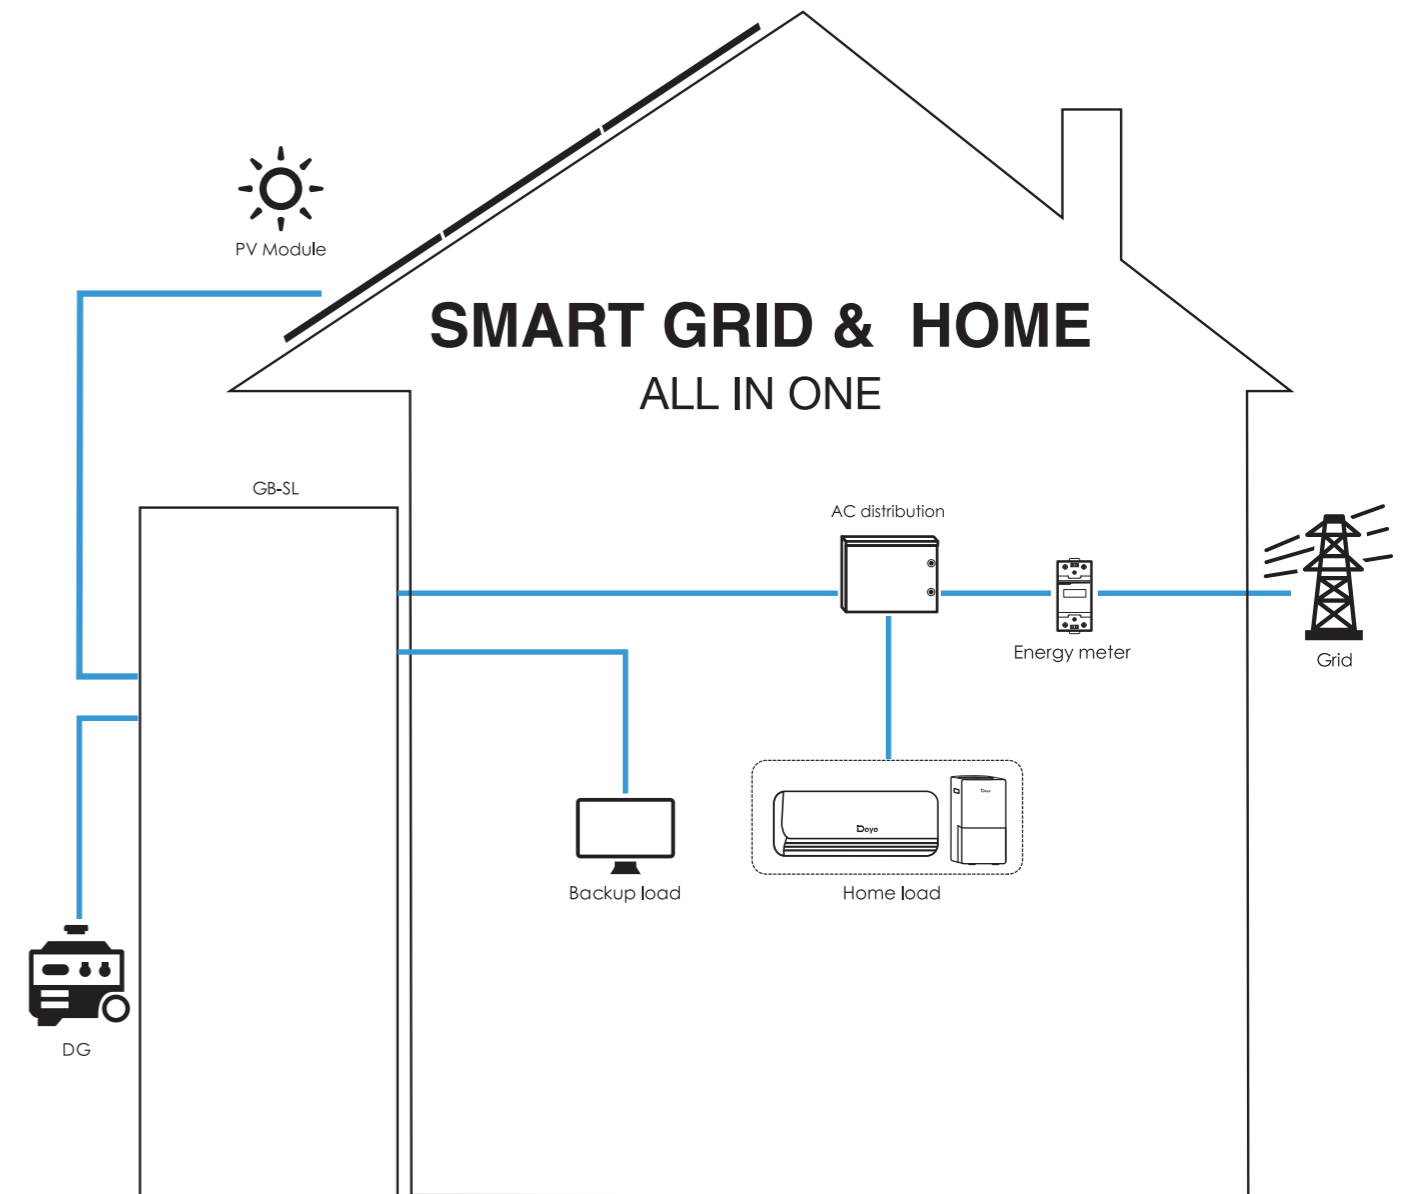 PV Module
SMART GRID & HOME
ALL IN ONE
GB-SL
AC distribution
Energy meter
Grid
Deye
Deye
Backup load
Home load
DG